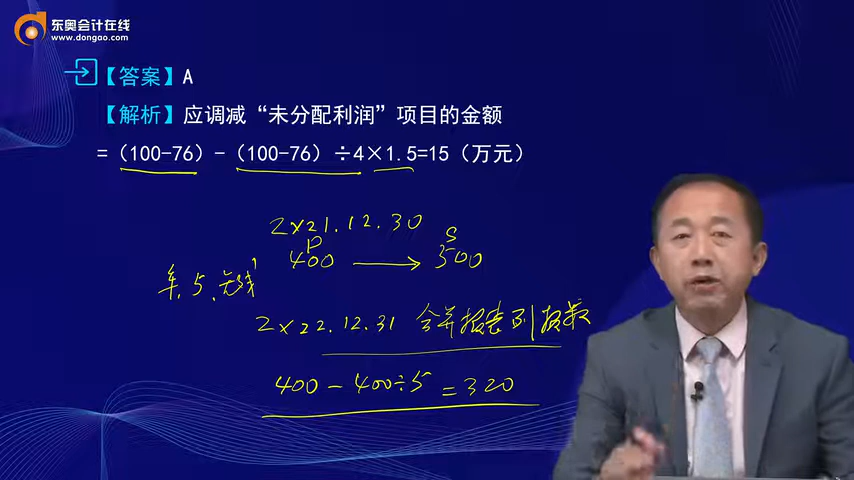 东奥会计在线
www.dongao.com
【答案】A
【解析】应调减“未分配利润”项目的金额
=（100-76）-（100-76）÷4×1.5=15（万元）
2×21.12.30
P S
400 → 500
5.
2×22.12.31 合并报表列报数
400-400÷5=320